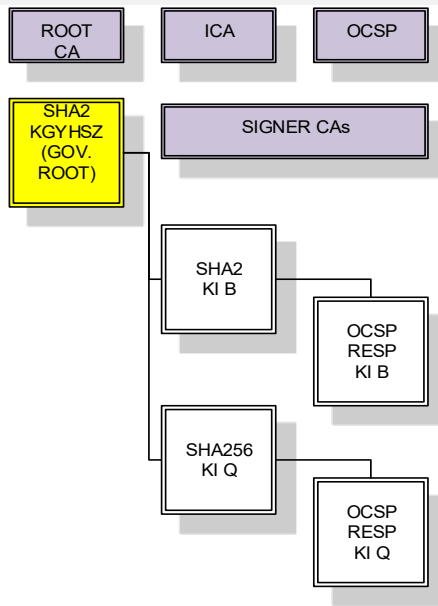 ROOT
CA
ICA
OCSP
SHA2
KGYHSZ
(GOV.
ROOT)
SIGNER CAs
SHA2
KI B
OCSP
RESP
KI B
SHA256
KI Q
OCSP
RESP
KI Q